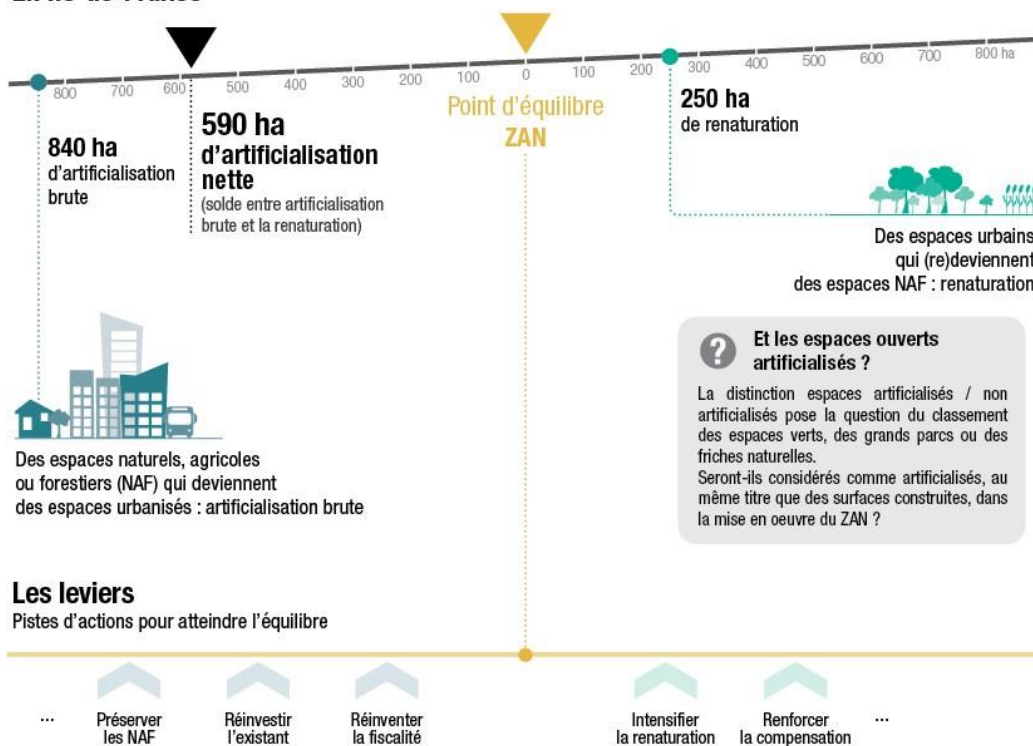 800 700 600 500 400 300 200 100 0 100 200 300 400 500 600 700 800 ha
840 ha
d'artificialisation
brute
590 ha
d'artificialisation
nette
(solde entre artificialisation
brute et la renaturation)
Point d'équilibre
ZAN
250 ha
de renaturation
Des espaces urbains
qui (re)deviennent
des espaces NAF : renaturation
Des espaces naturels, agricoles
ou forestiers (NAF) qui deviennent
des espaces urbanisés : artificialisation brute
?
Et les espaces ouverts
artificialisés ?
La distinction espaces artificialisés / non
artificialisés pose la question du classement
des espaces verts, des grands parcs ou des
friches naturelles.
Seront-ils considérés comme artificialisés, au
même titre que des surfaces construites, dans
la mise en oeuvre du ZAN ?
Les leviers
Pistes d'actions pour atteindre l'équilibre
...
Préserver
les NAF
Réinvestir
l'existant
Réinventer
la fiscalité
Intensifier
la renaturation
Renforcer
la compensation
...